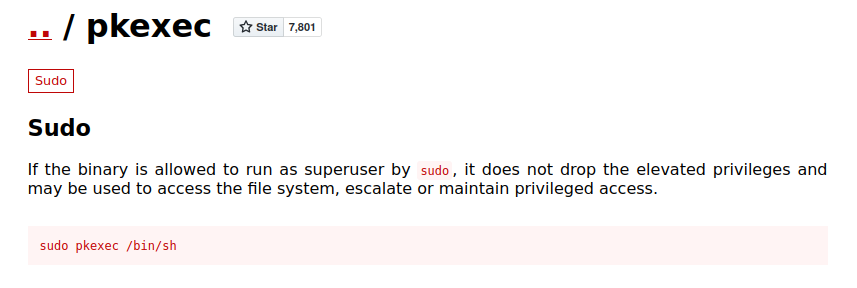 .. / pkexec Star 7,801
Sudo
Sudo
If the binary is allowed to run as superuser by sudo, it does not drop the elevated privileges and
may be used to access the file system, escalate or maintain privileged access.
sudo pkexec /bin/sh